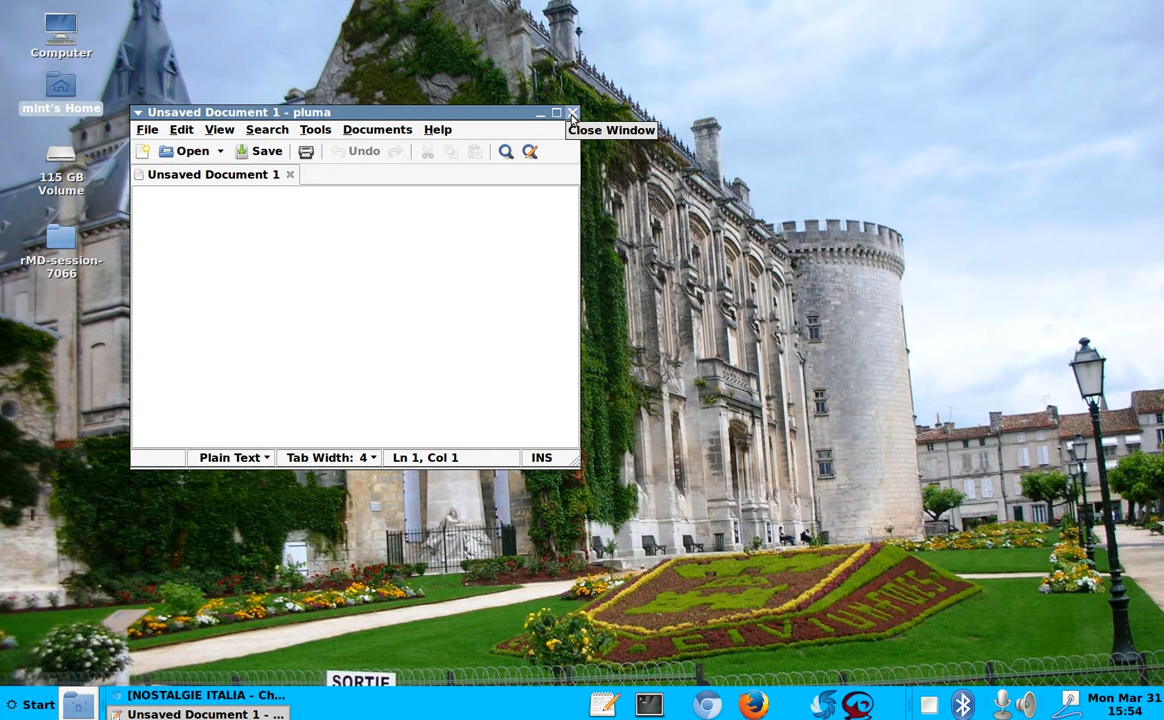 Computer
mint's Home
115 GB
Volume
rMD-session-
7066
Unsaved Document 1 - pluma
Close Window
File Edit View Search Tools Documents Help
Open Save Undo
Unsaved Document 1
Plain Text Tab Width: 4 Ln 1, Col 1 INS
SORTIE
Start
[NOSTALGIE ITALIA - Ch...
Unsaved Document 1 - ...
Mon Mar 31
15:54